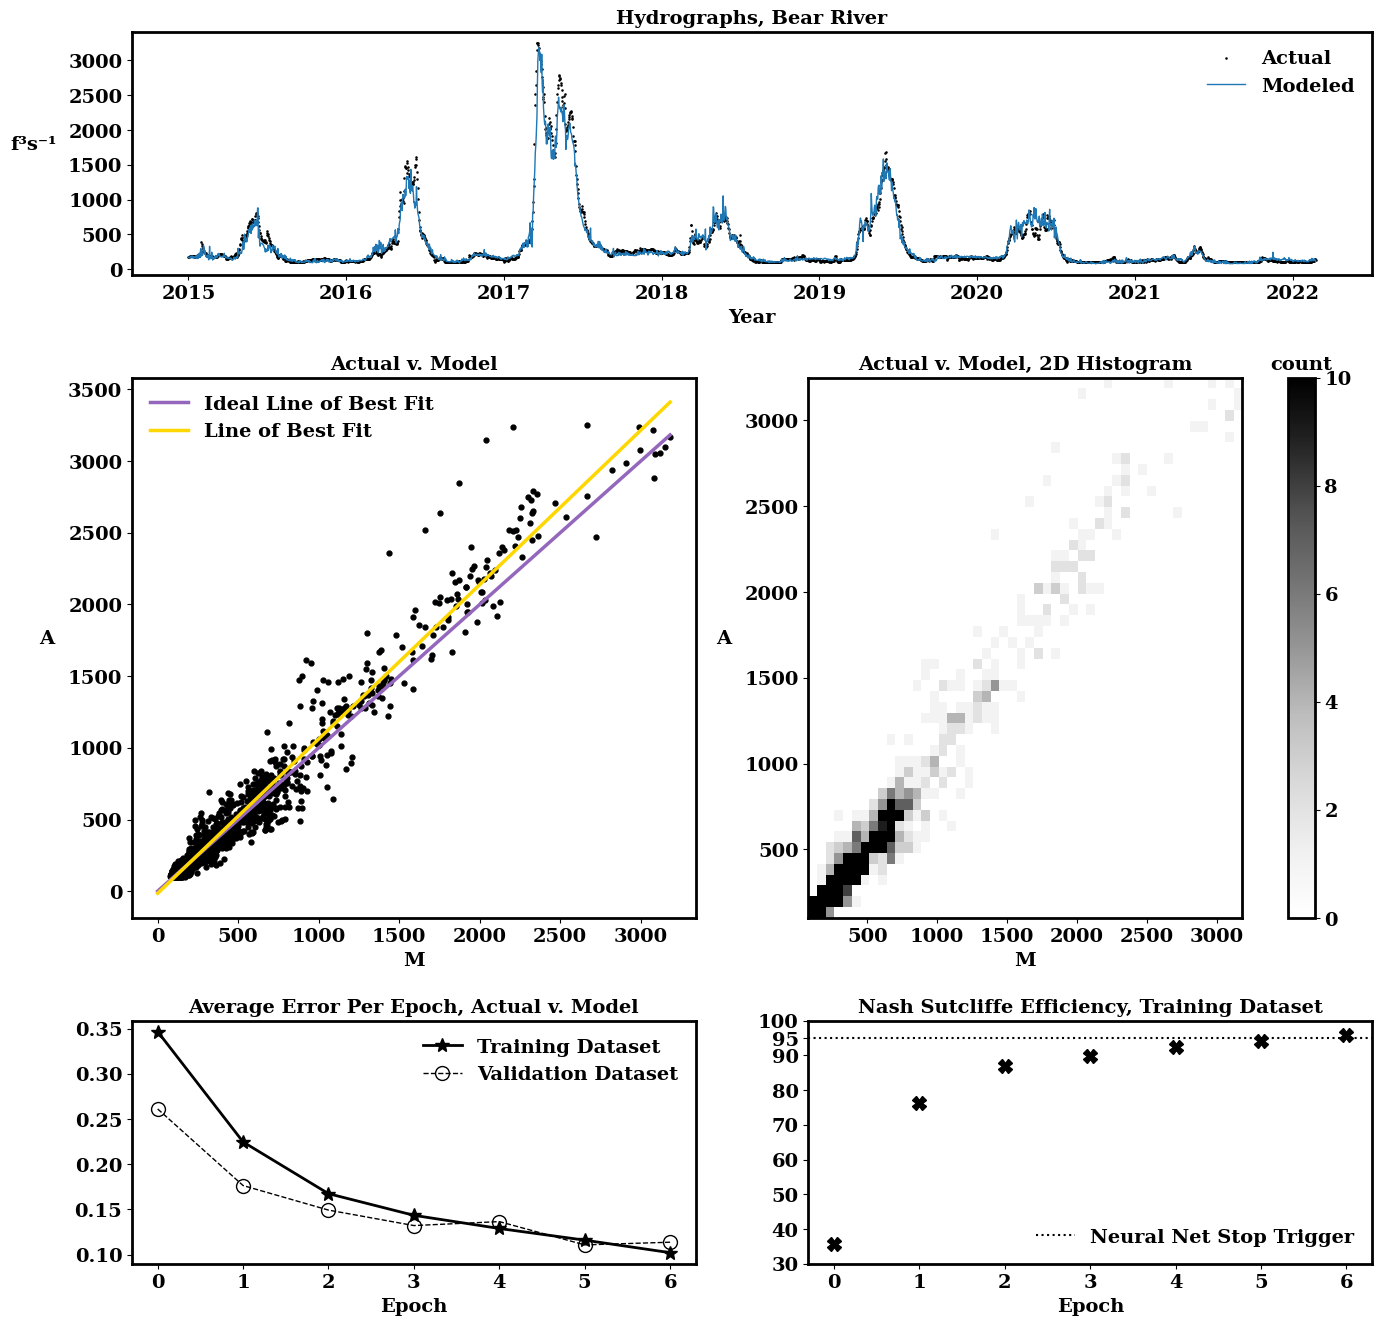 Hydrographs, Bear River
3000
2500
2000
1500
1000
500
0
f³s⁻¹
Actual
Modeled
2015 2016 2017 2018 2019 2020 2021 2022
Year
Actual v. Model
3500
3000
2500
2000
1500
1000
500
0
A
Ideal Line of Best Fit
Line of Best Fit
0 500 1000 1500 2000 2500 3000
M
Actual v. Model, 2D Histogram
3000
2500
2000
1500
1000
500
A
500 1000 1500 2000 2500 3000
M
count
10
8
6
4
2
0
Average Error Per Epoch, Actual v. Model
0.35
0.30
0.25
0.20
0.15
0.10
Training Dataset
Validation Dataset
0 1 2 3 4 5 6
Epoch
Nash Sutcliffe Efficiency, Training Dataset
100
95
90
80
70
60
50
40
30
Neural Net Stop Trigger
0 1 2 3 4 5 6
Epoch